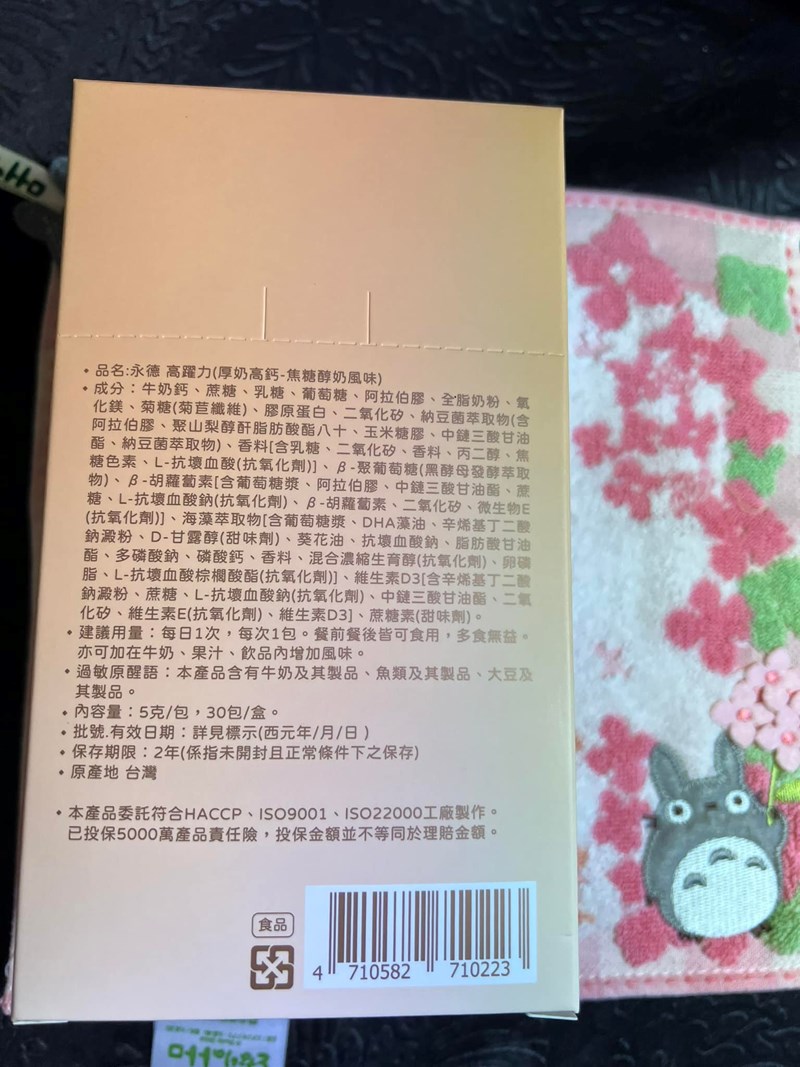 ・品名:永德 高躍力(厚奶高鈣-焦糖醇奶風味)
・成分：牛奶鈣、蔗糖、乳糖、葡萄糖、阿拉伯膠、全脂奶粉、氧
化鎂、菊糖(菊苣纖維)、膠原蛋白、二氧化矽、納豆菌萃取物(含
阿拉伯膠、聚山梨醇酐脂肪酸酯八十、玉米糖膠、中鏈三酸甘油
酯、納豆菌萃取物)、香料[含乳糖、二氧化矽、香料、丙二醇、焦
糖色素、L-抗壞血酸(抗氧化劑)]、β-聚葡萄糖(黑酵母發酵萃取
物)、β-胡蘿蔔素[含葡萄糖漿、阿拉伯膠、中鏈三酸甘油酯、蔗
糖、L-抗壞血酸鈉(抗氧化劑)、β-胡蘿蔔素、二氧化矽、微生物E
(抗氧化劑)]、海藻萃取物[含葡萄糖漿、DHA藻油、辛烯基丁二酸
鈉澱粉、D-甘露醇(甜味劑)、葵花油、抗壞血酸鈉、脂肪酸甘油
酯、多磷酸鈉、磷酸鈣、香料、混合濃縮生育醇(抗氧化劑)、卵磷
脂、L-抗壞血酸棕櫚酸酯(抗氧化劑)]、維生素D3[含辛烯基丁二酸
鈉澱粉、蔗糖、L-抗壞血酸鈉(抗氧化劑)、中鏈三酸甘油酯、二氧
化矽、維生素E(抗氧化劑)、維生素D3]、蔗糖素(甜味劑)。
・建議用量：每日1次，每次1包。餐前餐後皆可食用，多食無益。
亦可加在牛奶、果汁、飲品內增加風味。
・過敏原醒語：本產品含有牛奶及其製品、魚類及其製品、大豆及
其製品。
・內容量：5克/包，30包/盒。
・批號.有效日期：詳見標示(西元年/月/日)
・保存期限：2年(係指未開封且正常條件下之保存)
・原產地 台灣
・本產品委託符合HACCP、ISO9001、ISO22000工廠製作。
已投保5000萬產品責任險，投保金額並不等同於理賠金額。
食品
4 710582 710223